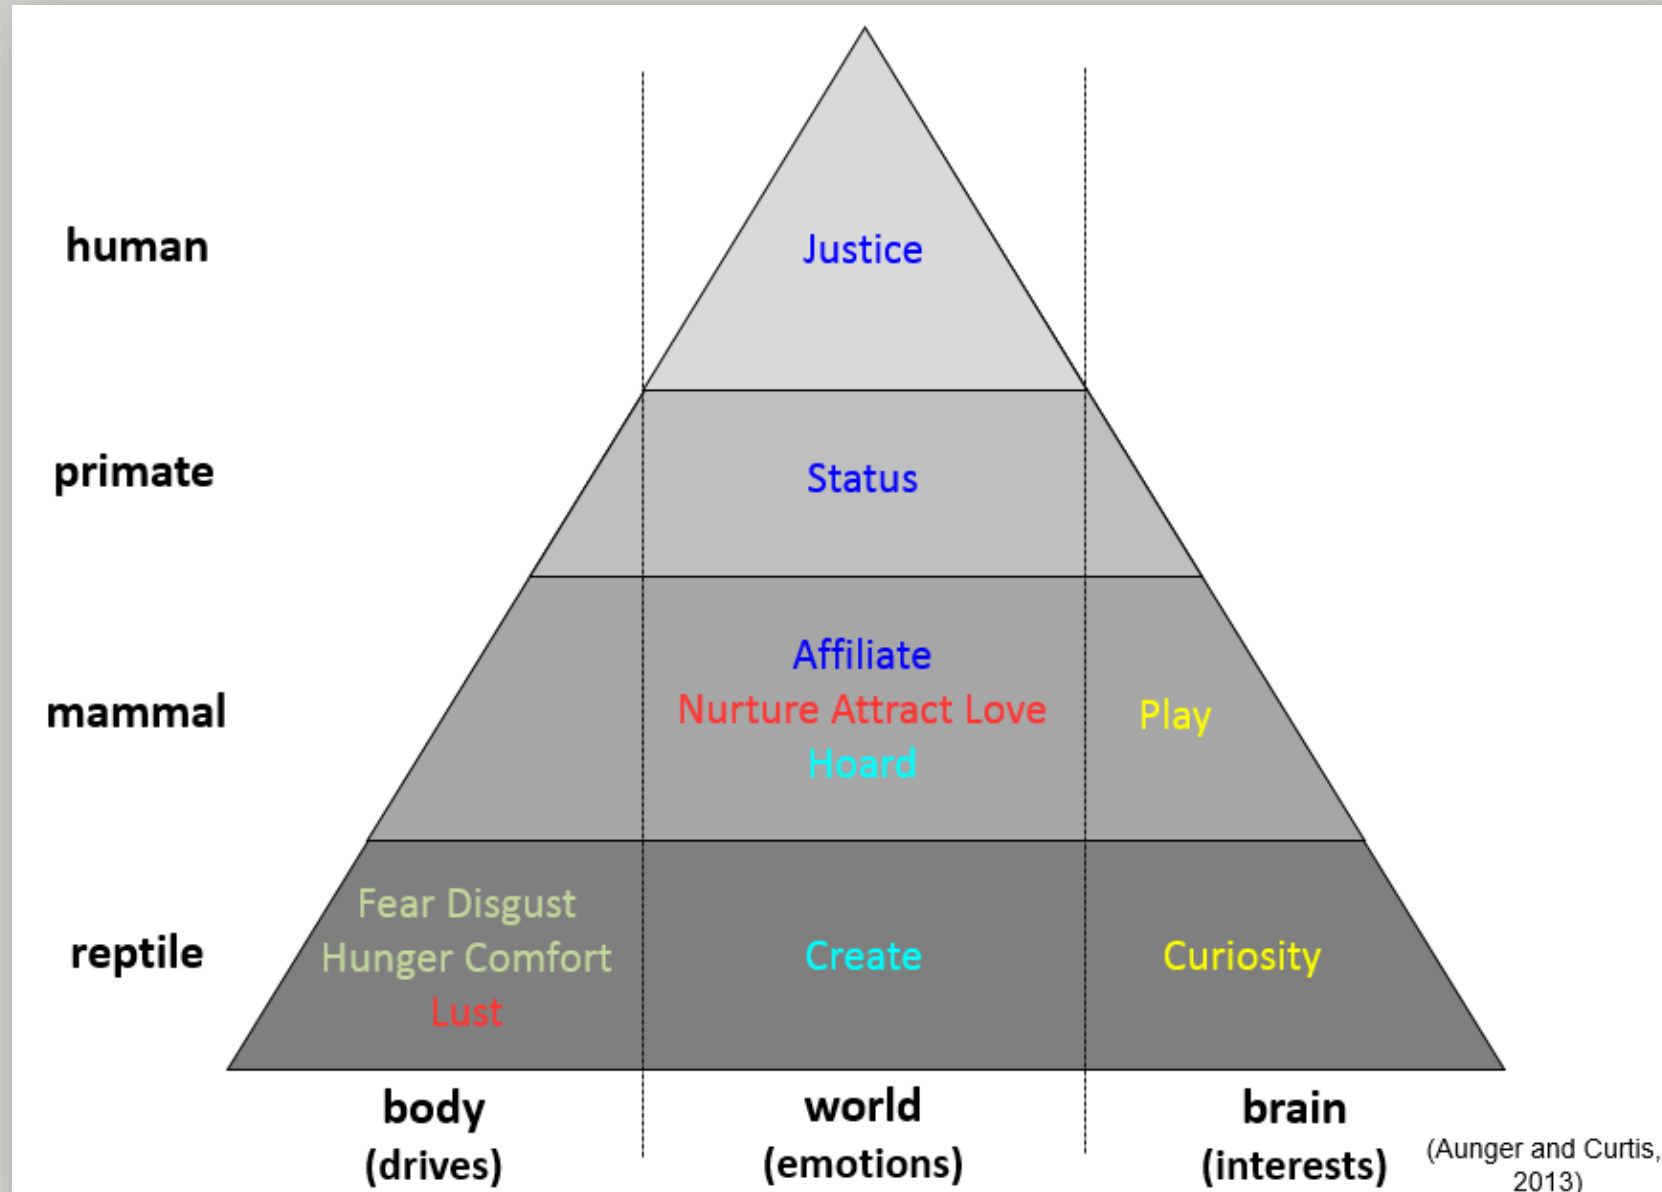 human
Justice
primate
Status
mammal
Affiliate
Nurture Attract Love
Hoard
Play
reptile
Fear Disgust
Hunger Comfort
Lust
Create
Curiosity
body
(drives)
world
(emotions)
brain
(interests)
(Aunger and Curtis,
2013)